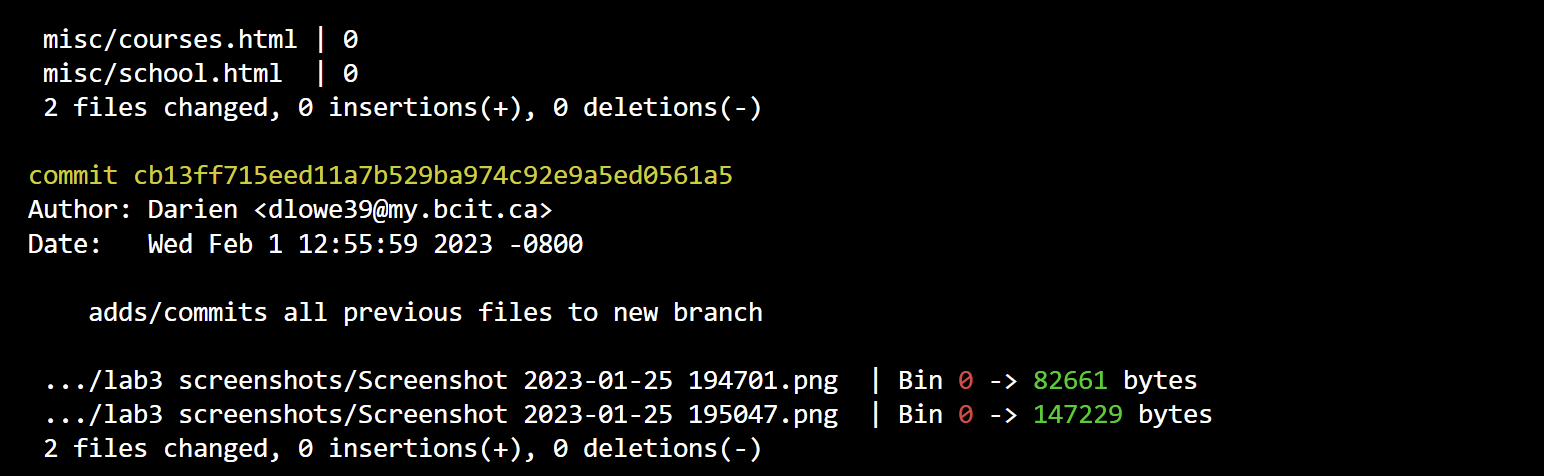 misc/courses.html | 0
misc/school.html  | 0
2 files changed, 0 insertions(+), 0 deletions(-)
commit cb13ff715eed11a7b529ba974c92e9a5ed0561a5
Author: Darien <dlowe39@my.bcit.ca>
Date:   Wed Feb 1 12:55:59 2023 -0800
adds/commits all previous files to new branch
.../lab3 screenshots/Screenshot 2023-01-25 194701.png  | Bin 0 -> 82661 bytes
.../lab3 screenshots/Screenshot 2023-01-25 195047.png  | Bin 0 -> 147229 bytes
2 files changed, 0 insertions(+), 0 deletions(-)